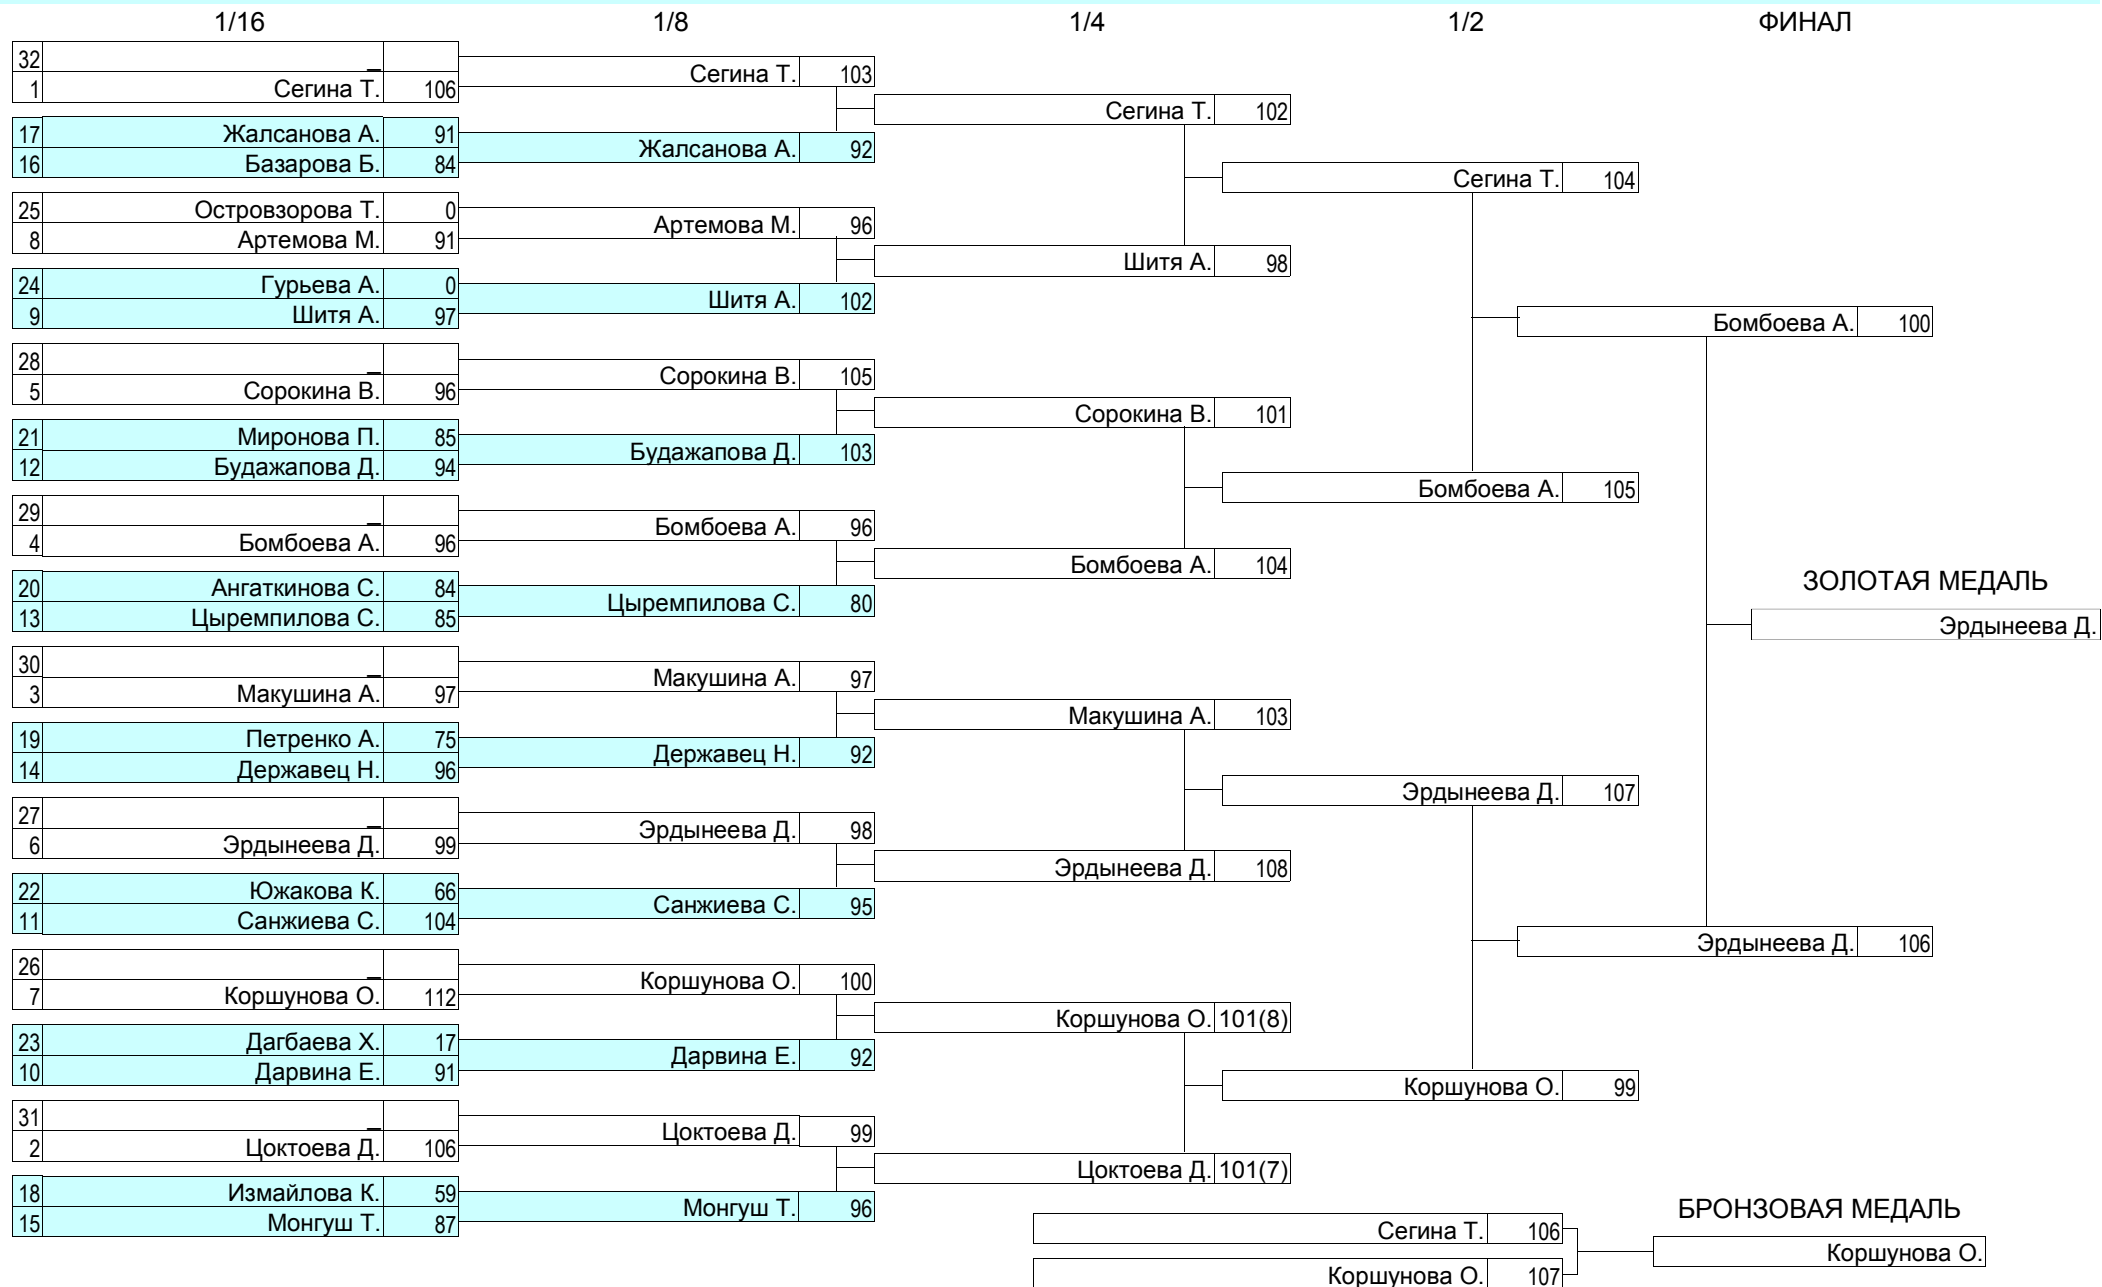 1/16 1/8 1/4 1/2 ФИНАЛ
32 _
1 Сегина Т. 106
Сегина Т. 103
Сегина Т. 102
17 Жалсанова А. 91
16 Базарова Б. 84
Жалсанова А. 92
Сегина Т. 104
25 Островзорова Т. 0
8 Артемова М. 91
Артемова М. 96
Шитя А. 98
24 Гурьева А. 0
9 Шитя А. 97
Шитя А. 102
Бомбоева А. 100
28 _
5 Сорокина В. 96
Сорокина В. 105
Сорокина В. 101
21 Миронова П. 85
12 Будажапова Д. 94
Будажапова Д. 103
Бомбоева А. 105
29 _
4 Бомбоева А. 96
Бомбоева А. 96
Бомбоева А. 104
20 Ангаткинова С. 84
13 Цыремпилова С. 85
Цыремпилова С. 80
ЗОЛОТАЯ МЕДАЛЬ
Эрдынеева Д.
30 _
3 Макушина А. 97
Макушина А. 97
Макушина А. 103
19 Петренко А. 75
14 Державец Н. 96
Державец Н. 92
Эрдынеева Д. 107
27 _
6 Эрдынеева Д. 99
Эрдынеева Д. 98
Эрдынеева Д. 108
22 Южакова К. 66
11 Санжиева С. 104
Санжиева С. 95
Эрдынеева Д. 106
26 _
7 Коршунова О. 112
Коршунова О. 100
Коршунова О. 101(8)
23 Дагбаева Х. 17
10 Дарвина Е. 91
Дарвина Е. 92
Коршунова О. 99
31 _
2 Цоктоева Д. 106
Цоктоева Д. 99
Цоктоева Д. 101(7)
18 Измайлова К. 59
15 Монгуш Т. 87
Монгуш Т. 96
БРОНЗОВАЯ МЕДАЛЬ
Сегина Т. 106
Коршунова О.
Коршунова О. 107